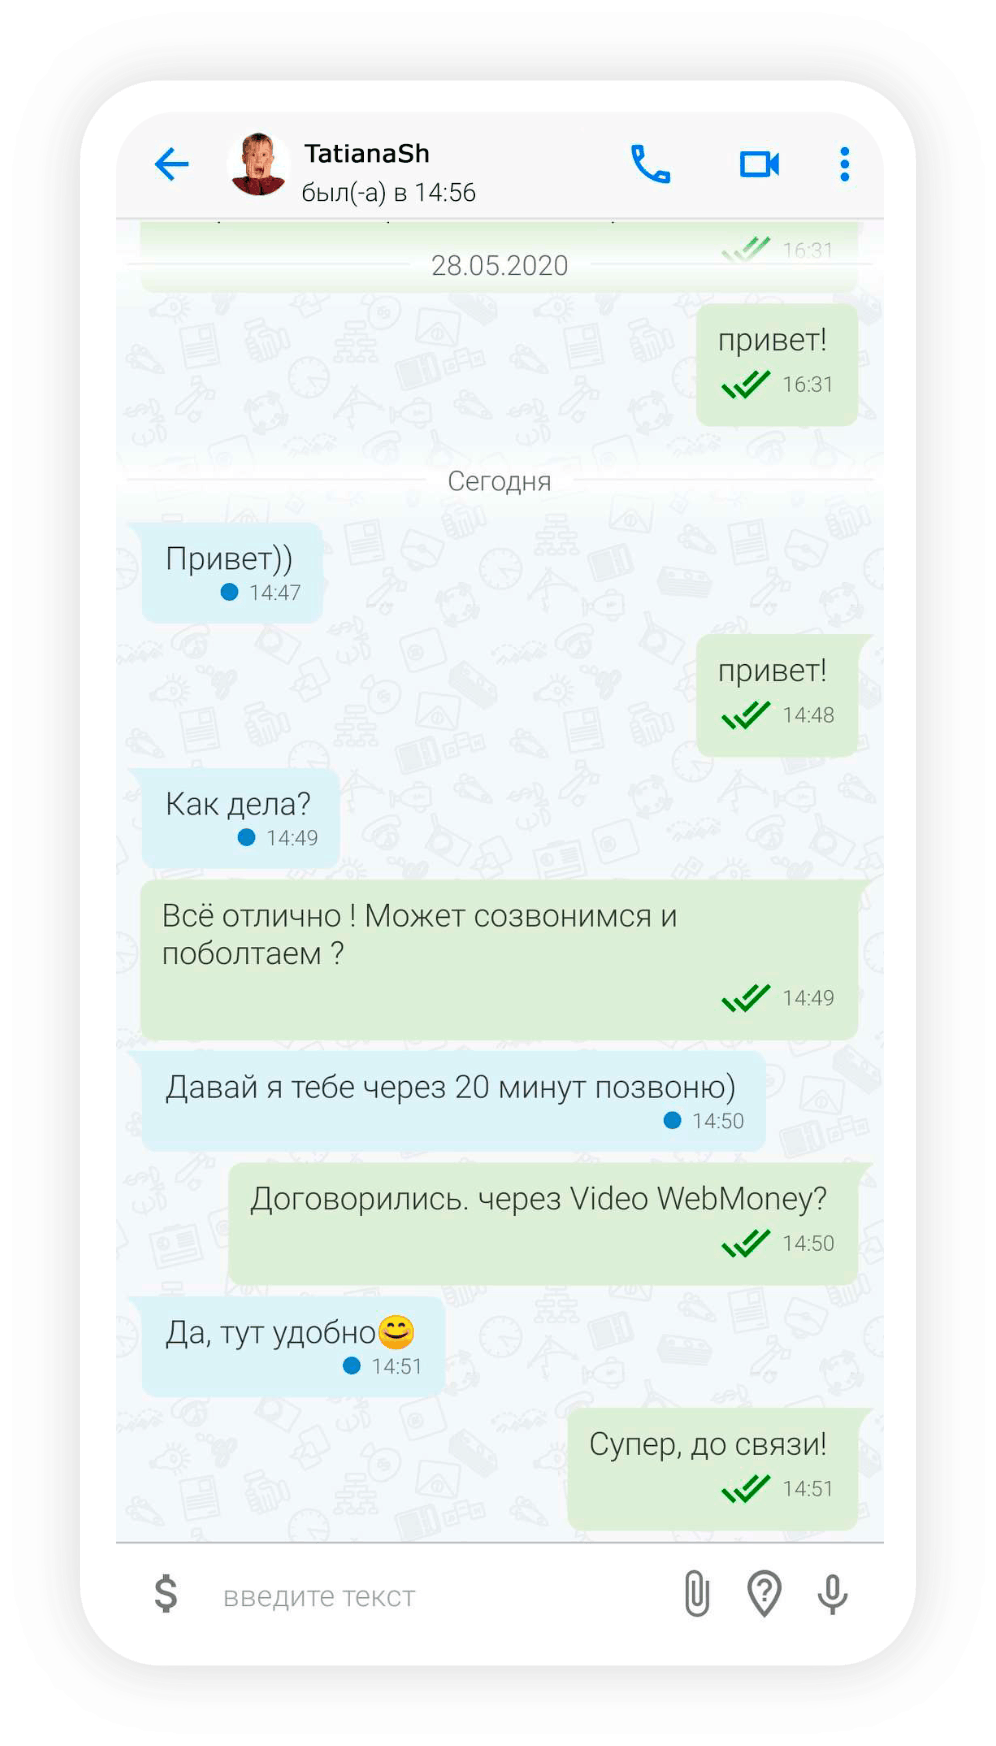 TatianaSh
был(-а) в 14:56
16:31
28.05.2020
привет!
16:31
Сегодня
Привет))
14:47
привет!
14:48
Как дела?
14:49
Всё отлично ! Может созвонимся и
поболтаем ?
14:49
Давай я тебе через 20 минут позвоню)
14:50
Договорились. через Video WebMoney?
14:50
Да, тут удобно😊
14:51
Супер, до связи!
14:51
$ введите текст